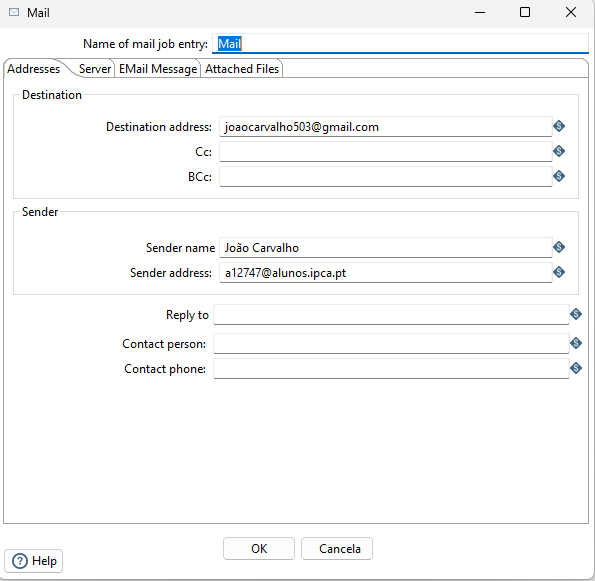 Mail
Name of mail job entry: Mail
Addresses Server EMail Message Attached Files
Destination
Destination address: joaocarvalho503@gmail.com
Cc:
BCc:
Sender
Sender name João Carvalho
Sender address: a12747@alunos.ipca.pt
Reply to
Contact person:
Contact phone:
OK Cancela
Help